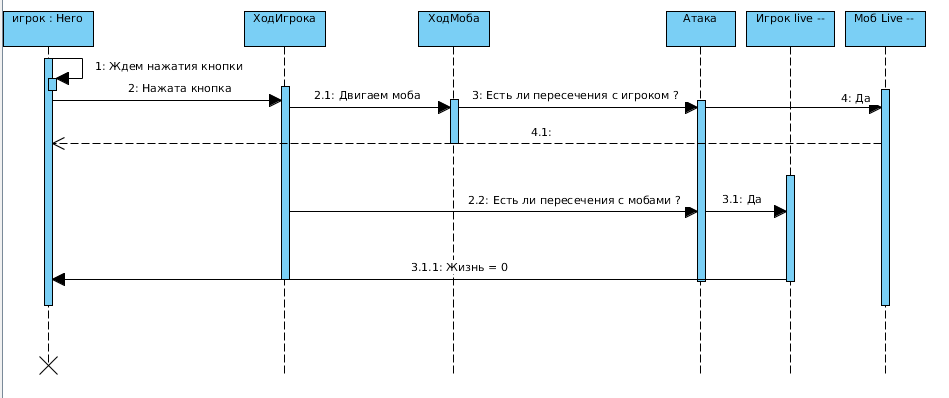 игрок : Hero
ХодИгрока
ХодМоба
Атака
Игрок live --
Моб Live --
1: Ждем нажатия кнопки
2: Нажата кнопка
2.1: Двигаем моба
3: Есть ли пересечения с игроком ?
4: Да
4.1:
2.2: Есть ли пересечения с мобами ?
3.1: Да
3.1.1: Жизнь = 0